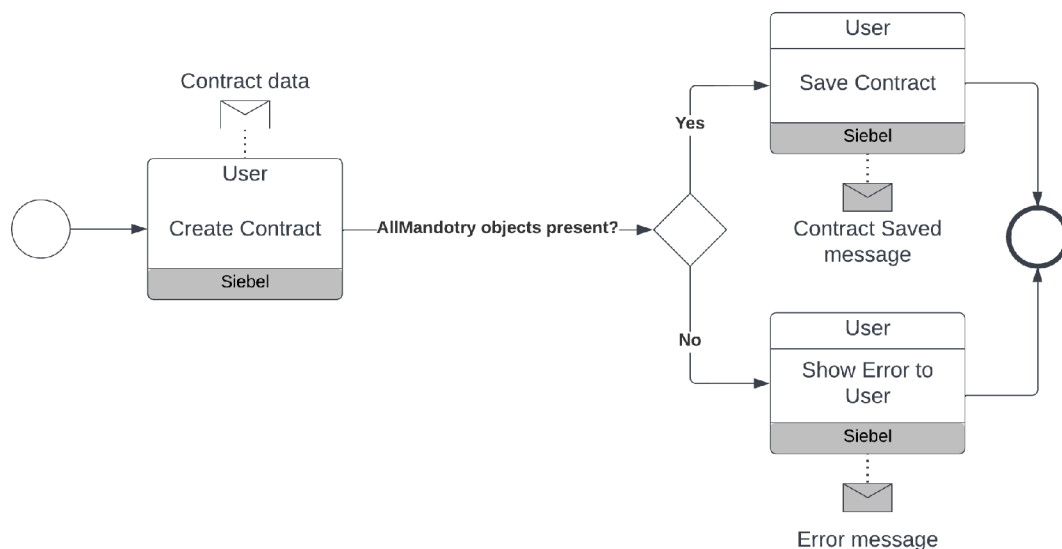 Contract data
User
Create Contract
Siebel
AllMandotry objects present?
Yes
User
Save Contract
Siebel
Contract Saved
message
No
User
Show Error to
User
Siebel
Error message